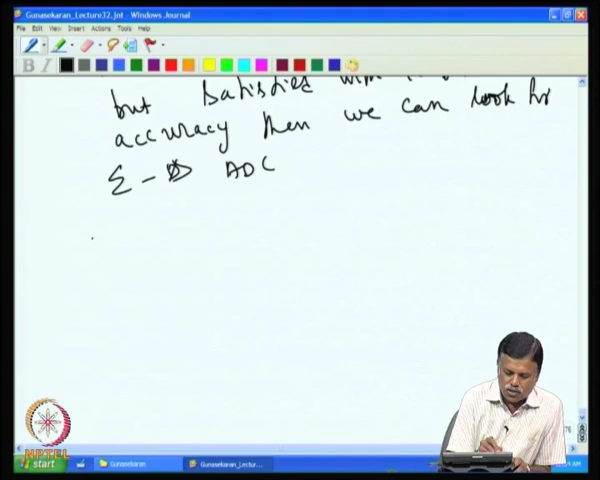 Gunasekaran_Lecture32.jnt - Windows Journal
File Edit View Insert Actions Tools Help
B I
but satisfied with
accuracy then we can look for
Σ - Δ ADC
NPTEL
start
Gunasekaran
Gunasekaran_Lectur...